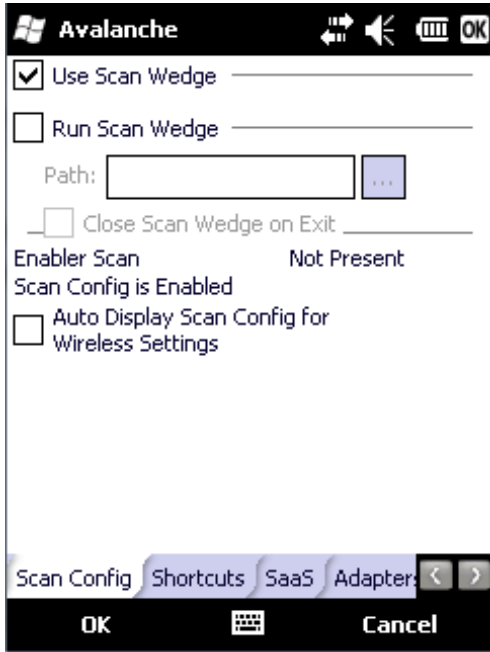 Avalanche OK
Use Scan Wedge
Run Scan Wedge
Path: ...
Close Scan Wedge on Exit
Enabler Scan Not Present
Scan Config is Enabled
Auto Display Scan Config for
Wireless Settings
Scan Config Shortcuts SaaS Adapter
OK Cancel